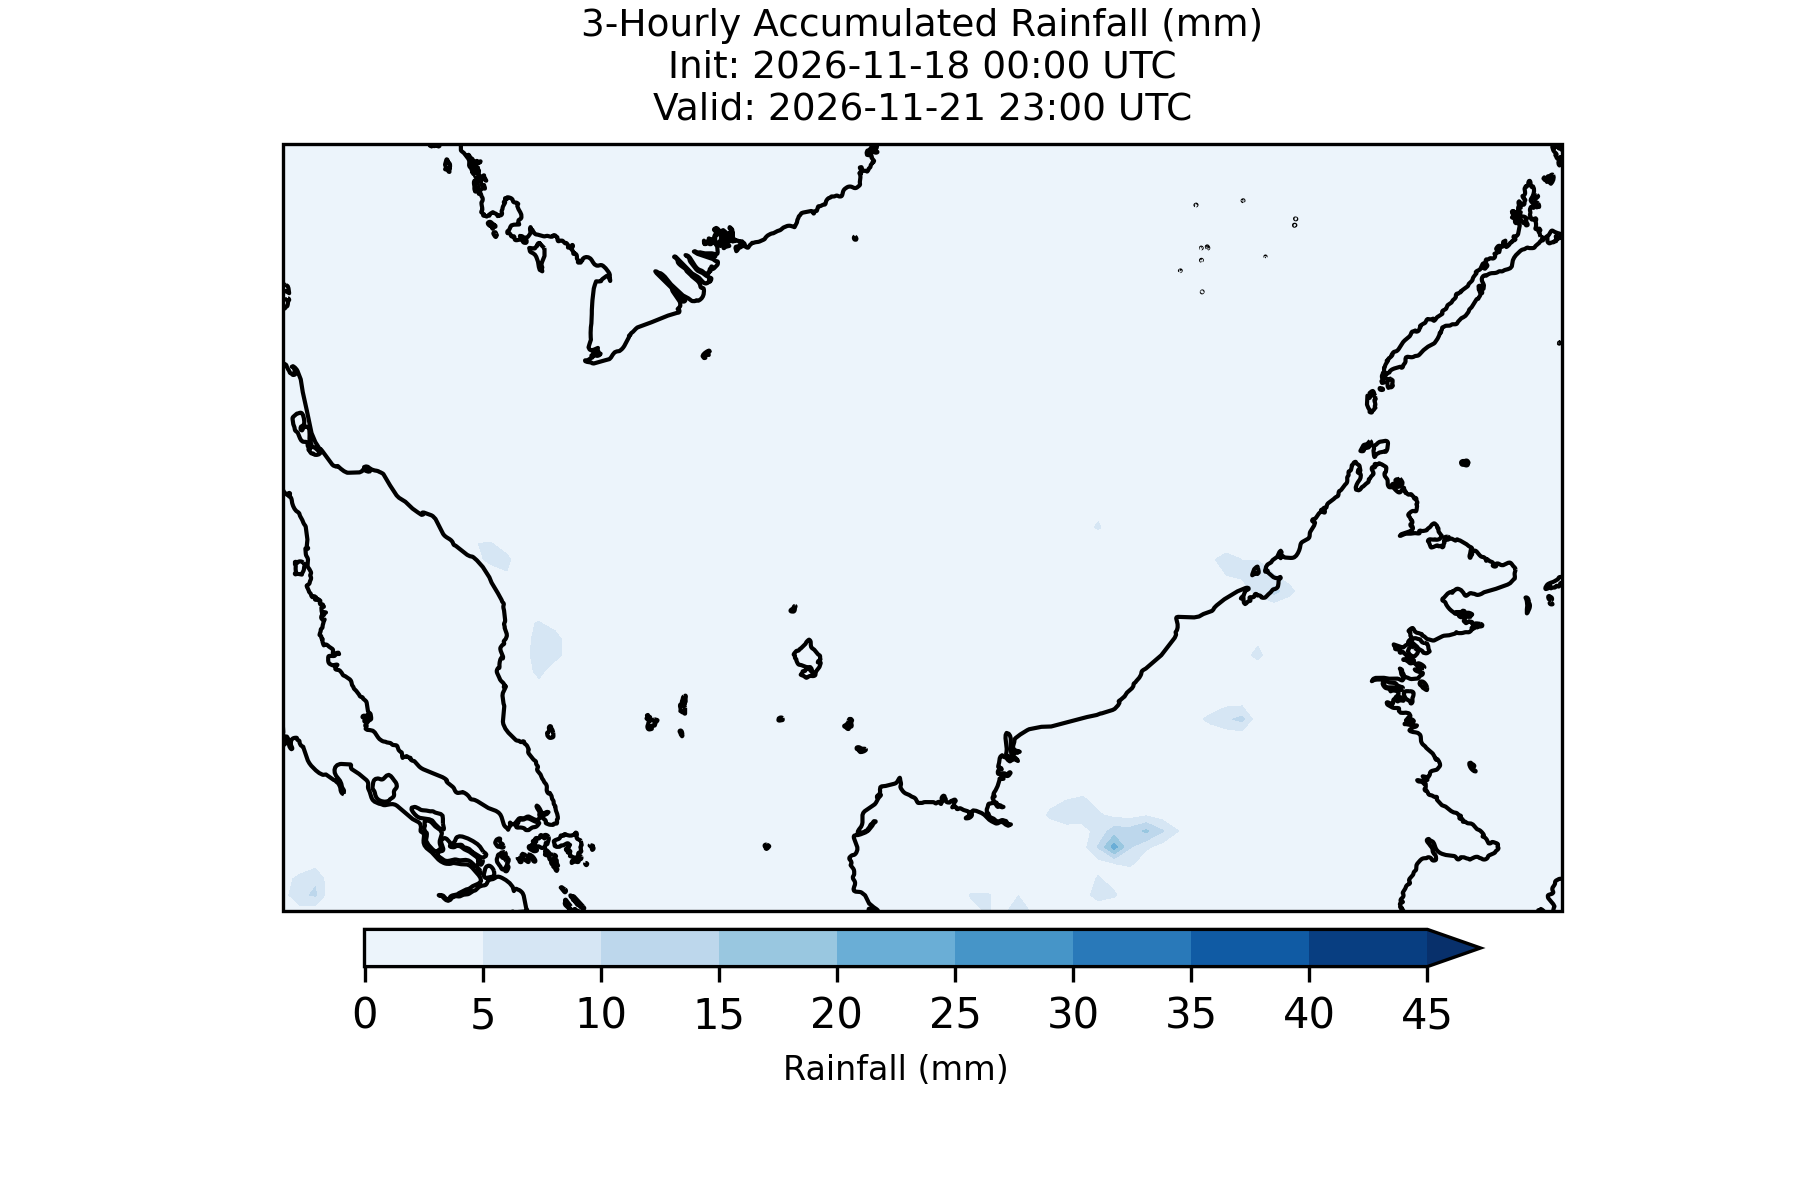 3-Hourly Accumulated Rainfall (mm)
Init: 2026-11-18 00:00 UTC
Valid: 2026-11-21 23:00 UTC
0 5 10 15 20 25 30 35 40 45
Rainfall (mm)